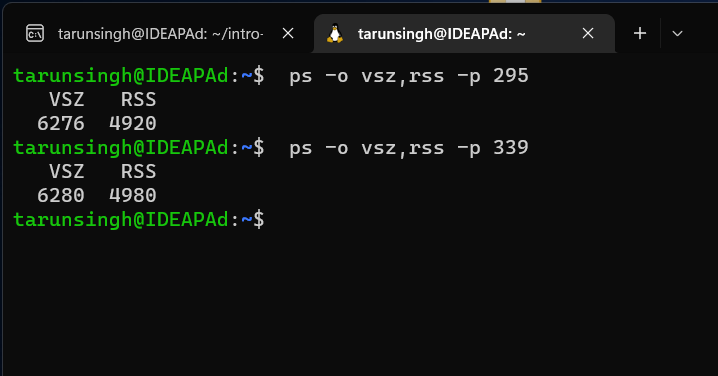 tarunsingh@IDEAPAd: ~/intro-
tarunsingh@IDEAPAd: ~
tarunsingh@IDEAPAd:~$  ps -o vsz,rss -p 295
   VSZ   RSS
  6276  4920
tarunsingh@IDEAPAd:~$  ps -o vsz,rss -p 339
   VSZ   RSS
  6280  4980
tarunsingh@IDEAPAd:~$